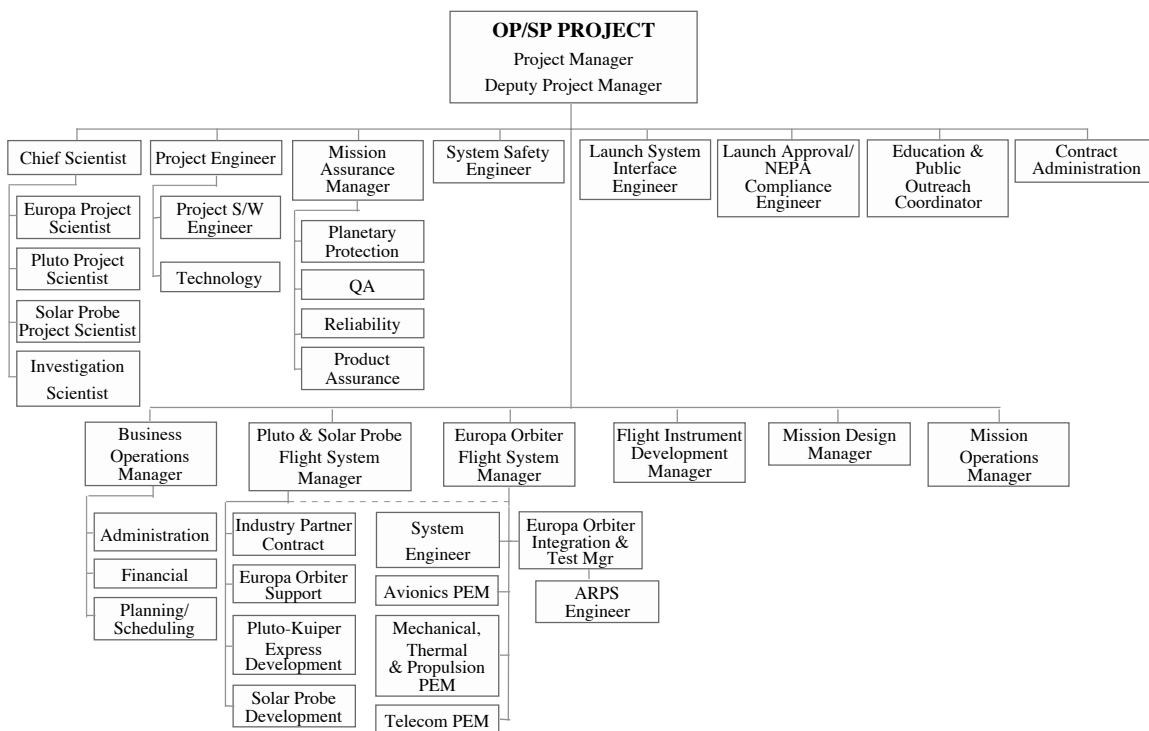 OP/SP PROJECT
Project Manager
Deputy Project Manager
Chief Scientist
Europa Project
Scientist
Pluto Project
Scientist
Solar Probe
Project Scientist
Investigation
Scientist
Project Engineer
Project S/W
Engineer
Technology
Mission
Assurance
Manager
Planetary
Protection
QA
Reliability
Product
Assurance
System Safety
Engineer
Launch System
Interface
Engineer
Launch Approval/
NEPA
Compliance
Engineer
Education &
Public
Outreach
Coordinator
Contract
Administration
Business
Operations
Manager
Administration
Financial
Planning/
Scheduling
Pluto & Solar Probe
Flight System
Manager
Industry Partner
Contract
Europa Orbiter
Support
Pluto-Kuiper
Express
Development
Solar Probe
Development
Europa Orbiter
Flight System
Manager
System
Engineer
Avionics PEM
Mechanical,
Thermal
& Propulsion
PEM
Telecom PEM
Europa Orbiter
Integration &
Test Mgr
ARPS
Engineer
Flight Instrument
Development
Manager
Mission Design
Manager
Mission
Operations
Manager